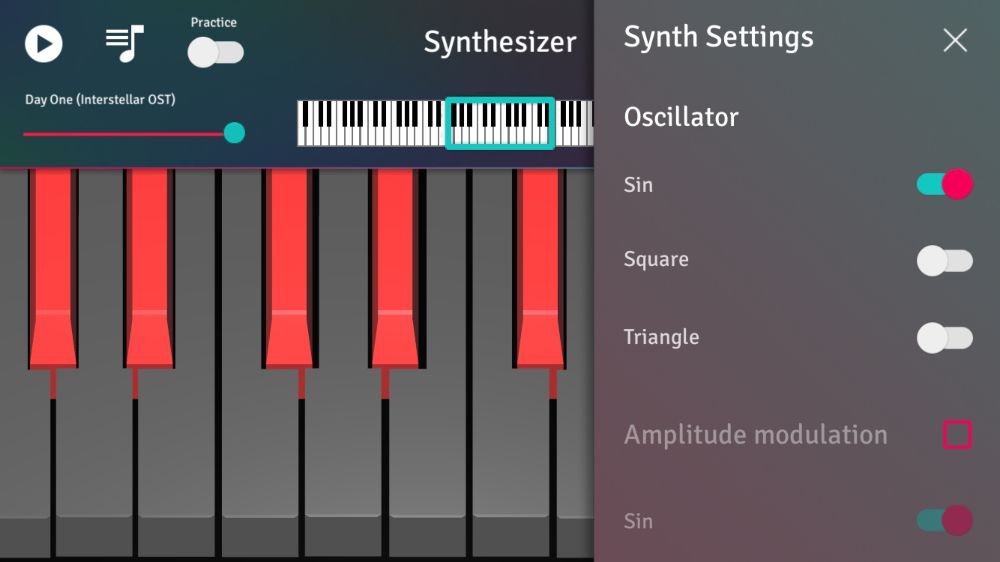 Practice
Synthesizer
Day One (Interstellar OST)
Synth Settings
Oscillator
Sin
Square
Triangle
Amplitude modulation
Sin